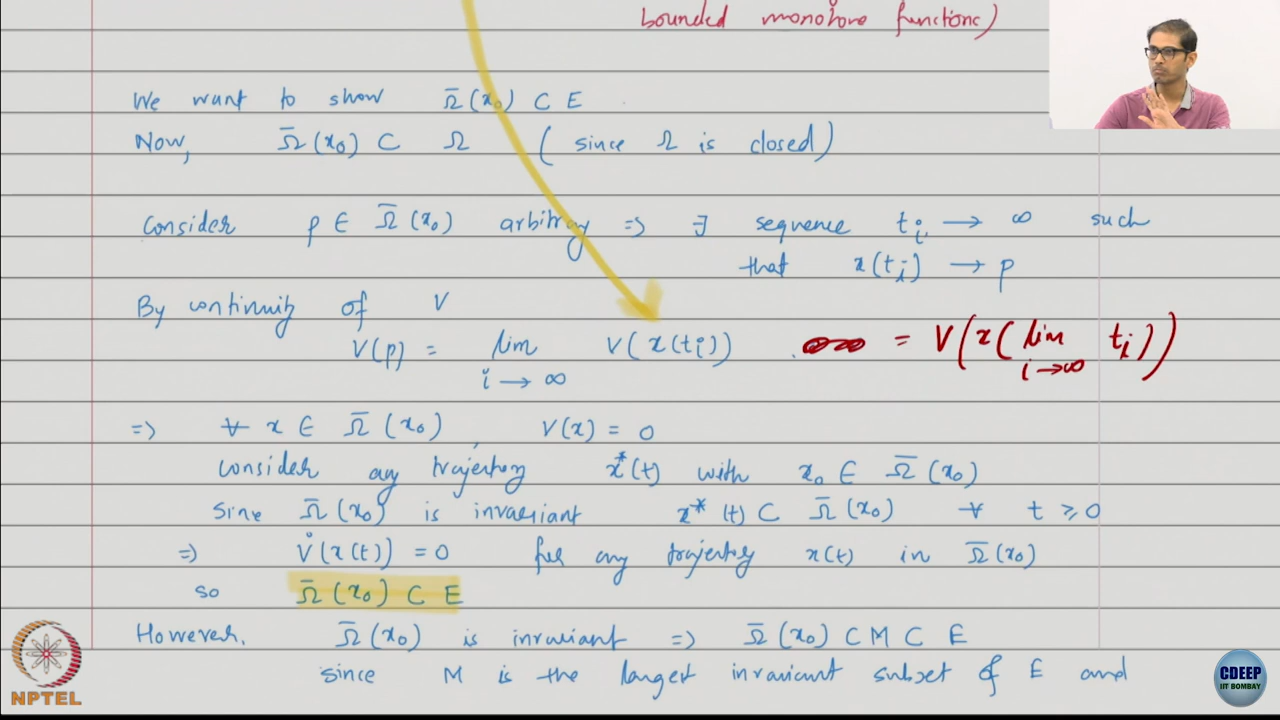 bounded monotone functions)
We want to show Ω̄(x₀) ⊂ E
Now, Ω̄(x₀) ⊂ Ω (since Ω is closed)
Consider p ∈ Ω̄(x₀) arbitrary => ∃ sequence tᵢ → ∞ such
that x(tᵢ) → p
By continuity of V
V(p) = lim V(x(tᵢ)) = V(x(lim tᵢ))
i → ∞ i→∞
=> ∀ x ∈ Ω̄(x₀), V(x) = 0
Consider any trajectory x*(t) with x₀ ∈ Ω̄(x₀)
Sine Ω̄(x₀) is invariant x*(t) ⊂ Ω̄(x₀) ∀ t ≥ 0
=> V̇(x(t)) = 0 for any trajectory x(t) in Ω̄(x₀)
so Ω̄(x₀) ⊂ E
However, Ω̄(x₀) is invariant => Ω̄(x₀) ⊂ M ⊂ E
since M is the largest invariant subset of E and
NPTEL
CDEEP
IIT BOMBAY